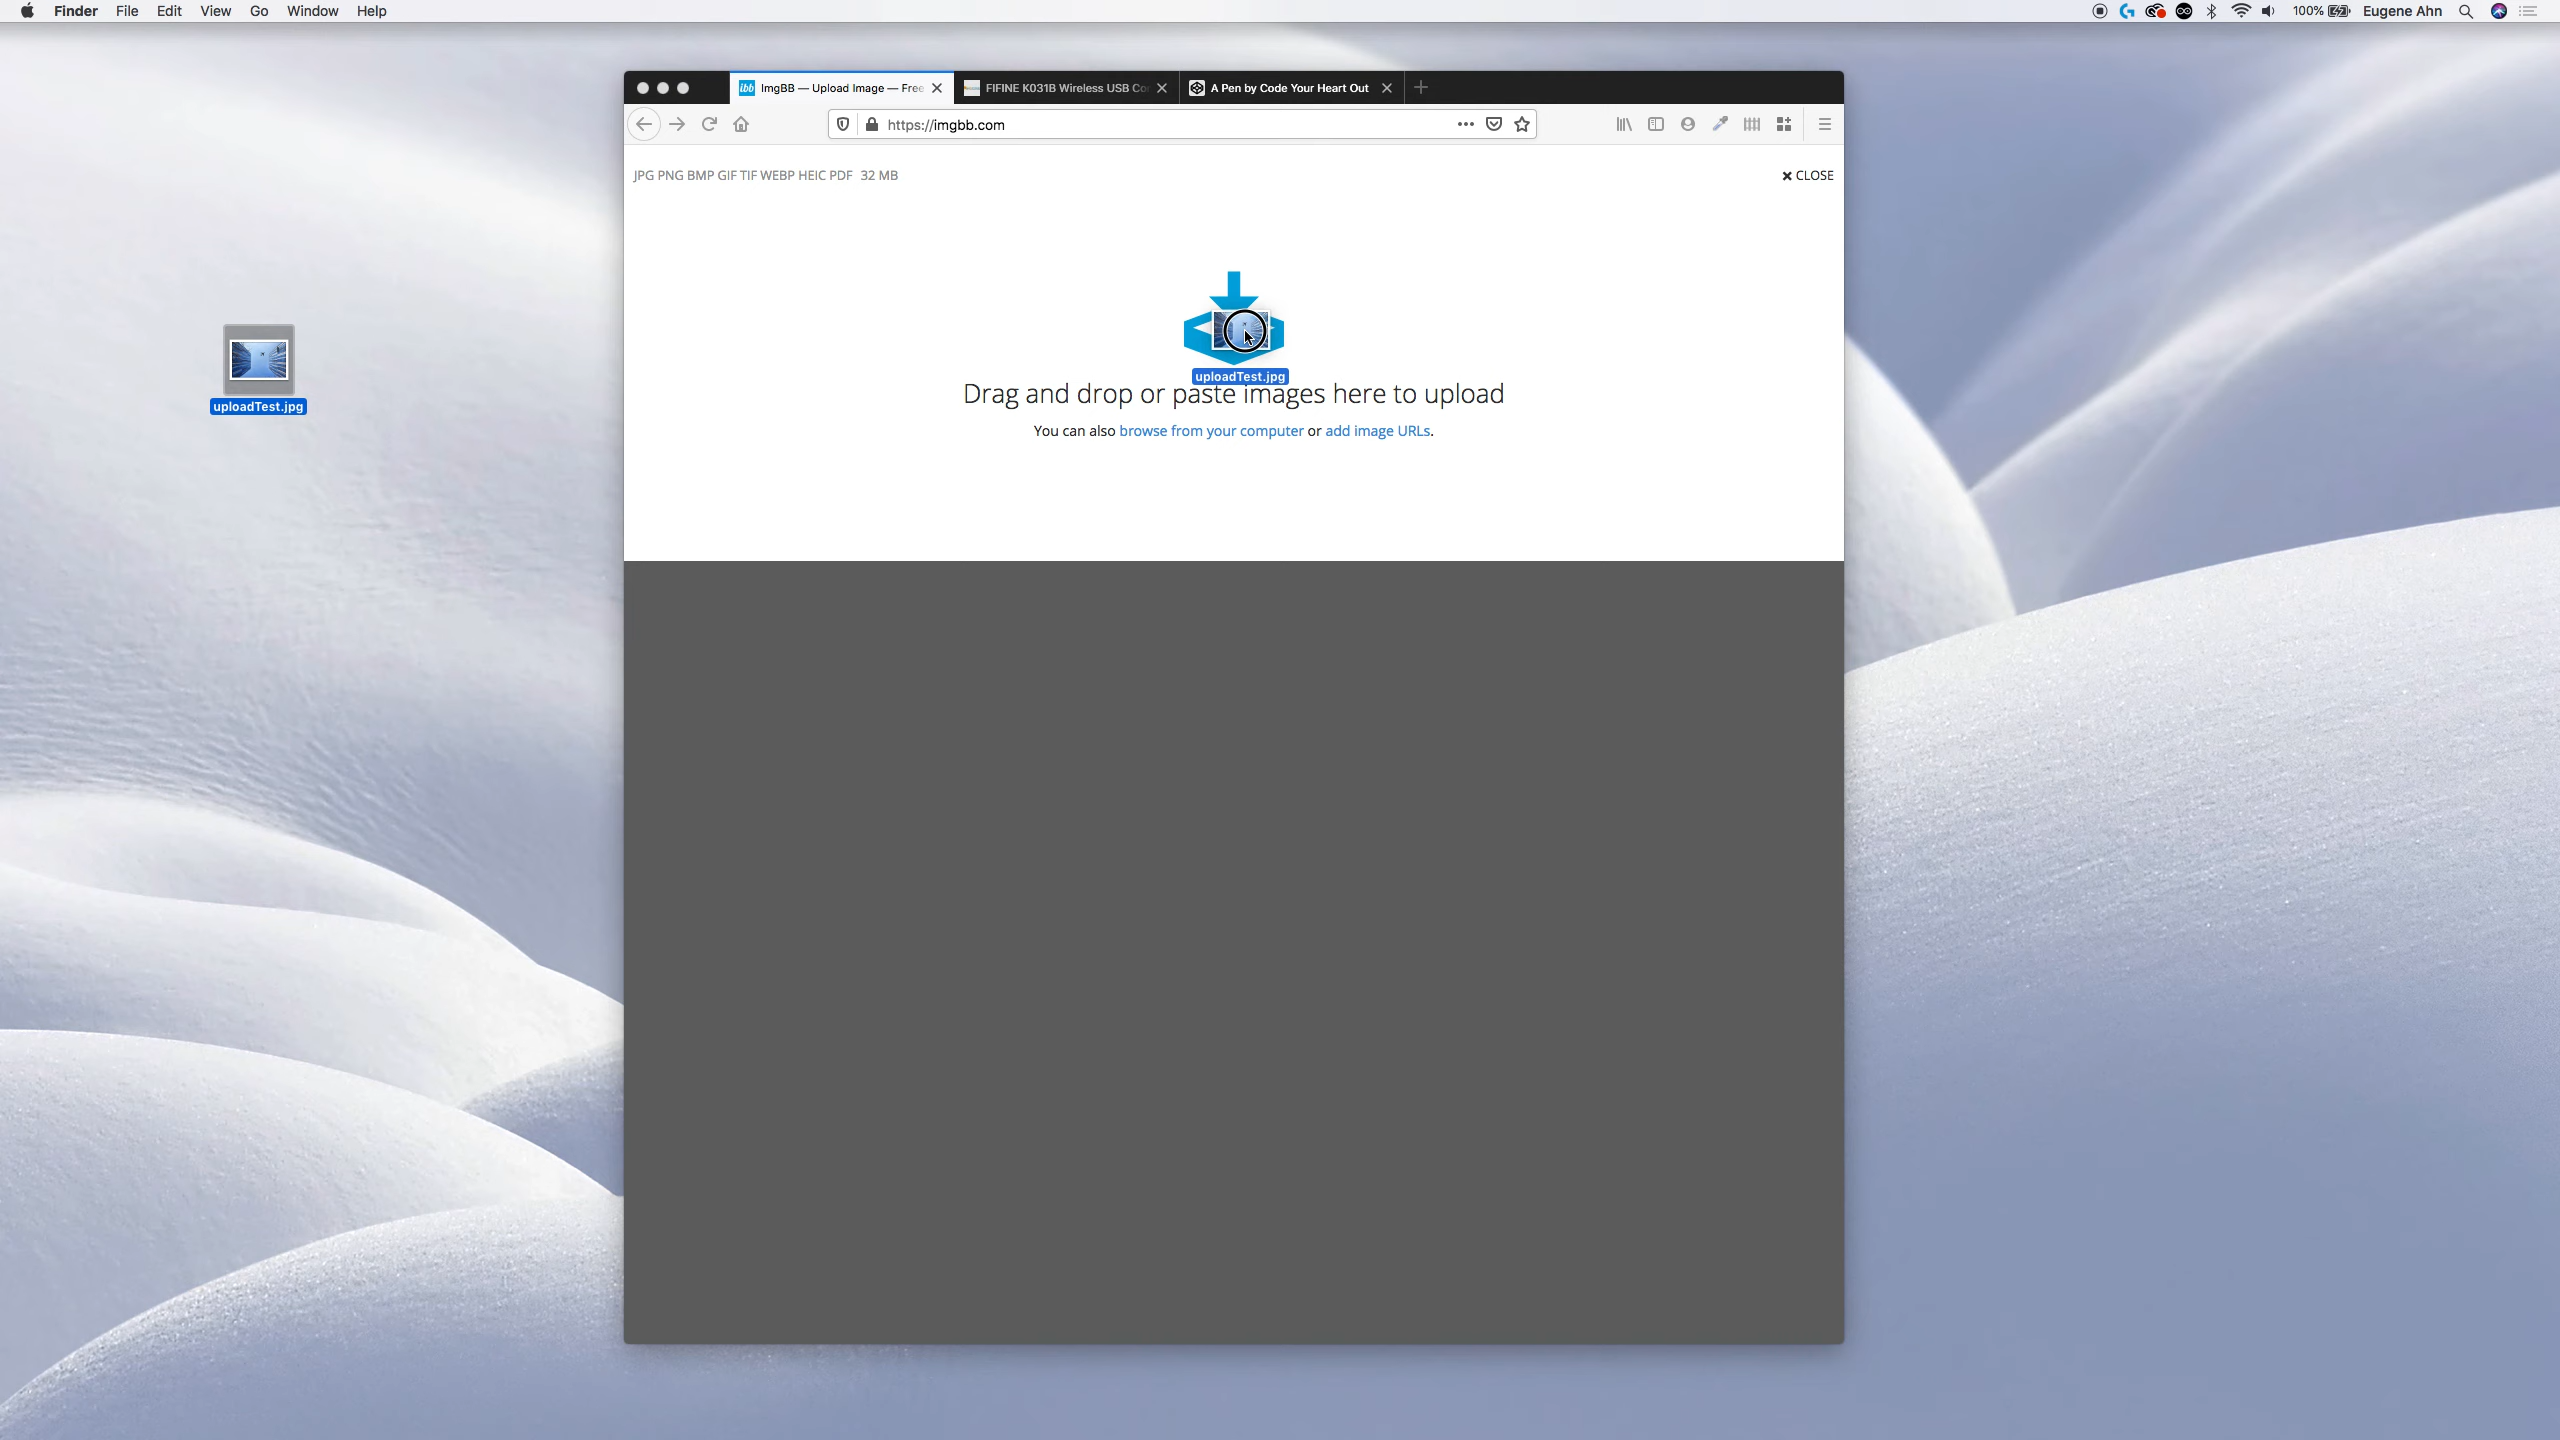 Finder File Edit View Go Window Help
100% Eugene Ahn
ibb ImgBB — Upload Image — Free
FIFINE K031B Wireless USB Co
A Pen by Code Your Heart Out
https://imgbb.com
JPG PNG BMP GIF TIF WEBP HEIC PDF 32 MB
CLOSE
uploadTest.jpg
uploadTest.jpg
Drag and drop or paste images here to upload
You can also browse from your computer or add image URLs.